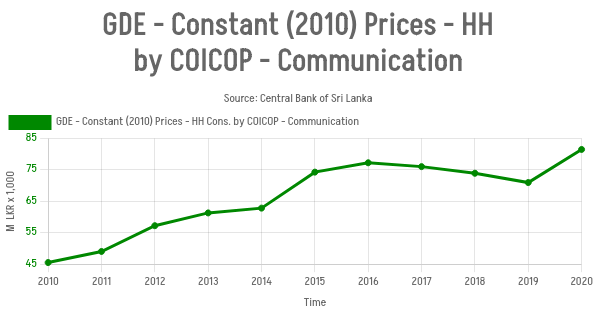 GDE - Constant (2010) Prices - HH
by COICOP - Communication
Source: Central Bank of Sri Lanka
GDE - Constant (2010) Prices - HH Cons. by COICOP - Communication
M LKR x 1,000
85
75
65
55
45
2010 2011 2012 2013 2014 2015 2016 2017 2018 2019 2020
Time